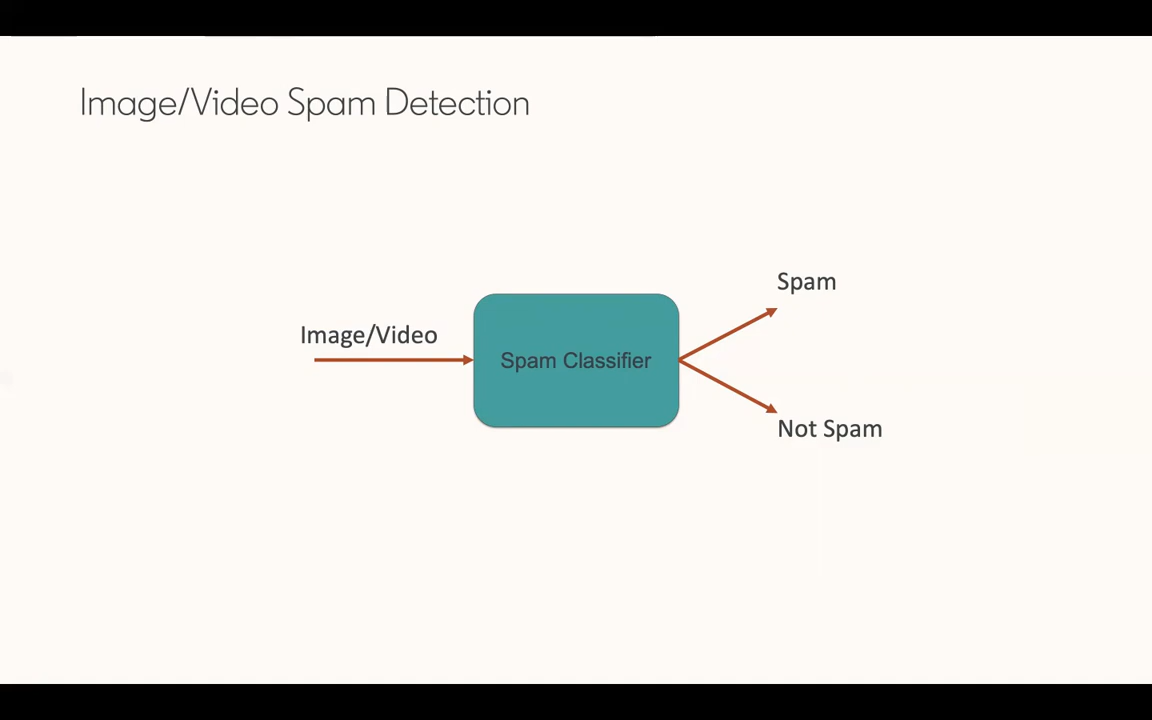 Image/Video Spam Detection
Spam
Image/Video
Spam Classifier
Not Spam